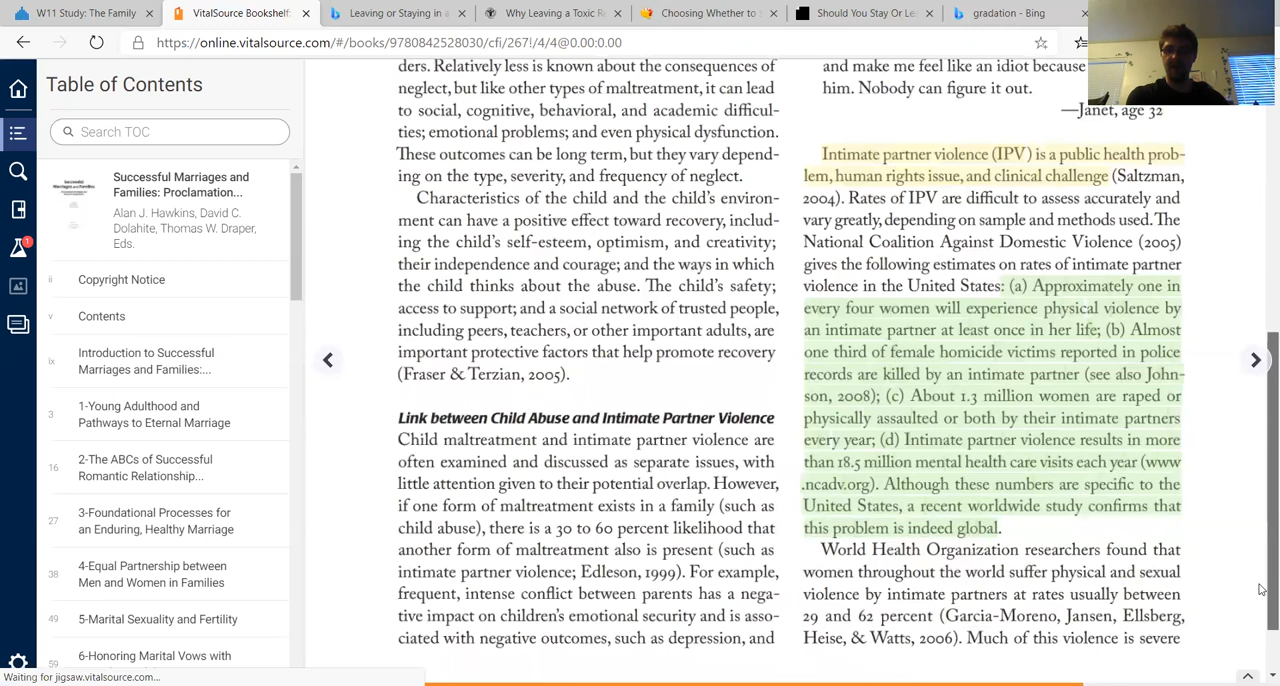 W11 Study: The Family
VitalSource Bookshelf:
Leaving or Staying in a
Why Leaving a Toxic R
Choosing Whether to
Should You Stay Or Le
gradation - Bing
https://online.vitalsource.com/#/books/9780842528030/cfi/267!/4/4@0.00:0.00
Table of Contents
Search TOC
Successful Marriages and
Families: Proclamation...
Alan J. Hawkins, David C.
Dolahite, Thomas W. Draper,
Eds.
ii Copyright Notice
v Contents
ix Introduction to Successful
Marriages and Families:...
3 1-Young Adulthood and
Pathways to Eternal Marriage
16 2-The ABCs of Successful
Romantic Relationship...
27 3-Foundational Processes for
an Enduring, Healthy Marriage
38 4-Equal Partnership between
Men and Women in Families
49 5-Marital Sexuality and Fertility
59 6-Honoring Marital Vows with
1
ders. Relatively less is known about the consequences of
neglect, but like other types of maltreatment, it can lead
to social, cognitive, behavioral, and academic difficul-
ties; emotional problems; and even physical dysfunction.
These outcomes can be long term, but they vary depend-
ing on the type, severity, and frequency of neglect.
Characteristics of the child and the child's environ-
ment can have a positive effect toward recovery, includ-
ing the child's self-esteem, optimism, and creativity;
their independence and courage; and the ways in which
the child thinks about the abuse. The child's safety;
access to support; and a social network of trusted people,
including peers, teachers, or other important adults, are
important protective factors that help promote recovery
(Fraser & Terzian, 2005).
Link between Child Abuse and Intimate Partner Violence
Child maltreatment and intimate partner violence are
often examined and discussed as separate issues, with
little attention given to their potential overlap. However,
if one form of maltreatment exists in a family (such as
child abuse), there is a 30 to 60 percent likelihood that
another form of maltreatment also is present (such as
intimate partner violence; Edleson, 1999). For example,
frequent, intense conflict between parents has a nega-
tive impact on children's emotional security and is asso-
ciated with negative outcomes, such as depression, and
and make me feel like an idiot because
him. Nobody can figure it out.
—Janet, age 32
Intimate partner violence (IPV) is a public health prob-
lem, human rights issue, and clinical challenge (Saltzman,
2004). Rates of IPV are difficult to assess accurately and
vary greatly, depending on sample and methods used. The
National Coalition Against Domestic Violence (2005)
gives the following estimates on rates of intimate partner
violence in the United States: (a) Approximately one in
every four women will experience physical violence by
an intimate partner at least once in her life; (b) Almost
one third of female homicide victims reported in police
records are killed by an intimate partner (see also John-
son, 2008); (c) About 1.3 million women are raped or
physically assaulted or both by their intimate partners
every year; (d) Intimate partner violence results in more
than 18.5 million mental health care visits each year (www
.ncadv.org). Although these numbers are specific to the
United States, a recent worldwide study confirms that
this problem is indeed global.
World Health Organization researchers found that
women throughout the world suffer physical and sexual
violence by intimate partners at rates usually between
29 and 62 percent (Garcia-Moreno, Jansen, Ellsberg,
Heise, & Watts, 2006). Much of this violence is severe
Waiting for jigsaw.vitalsource.com...